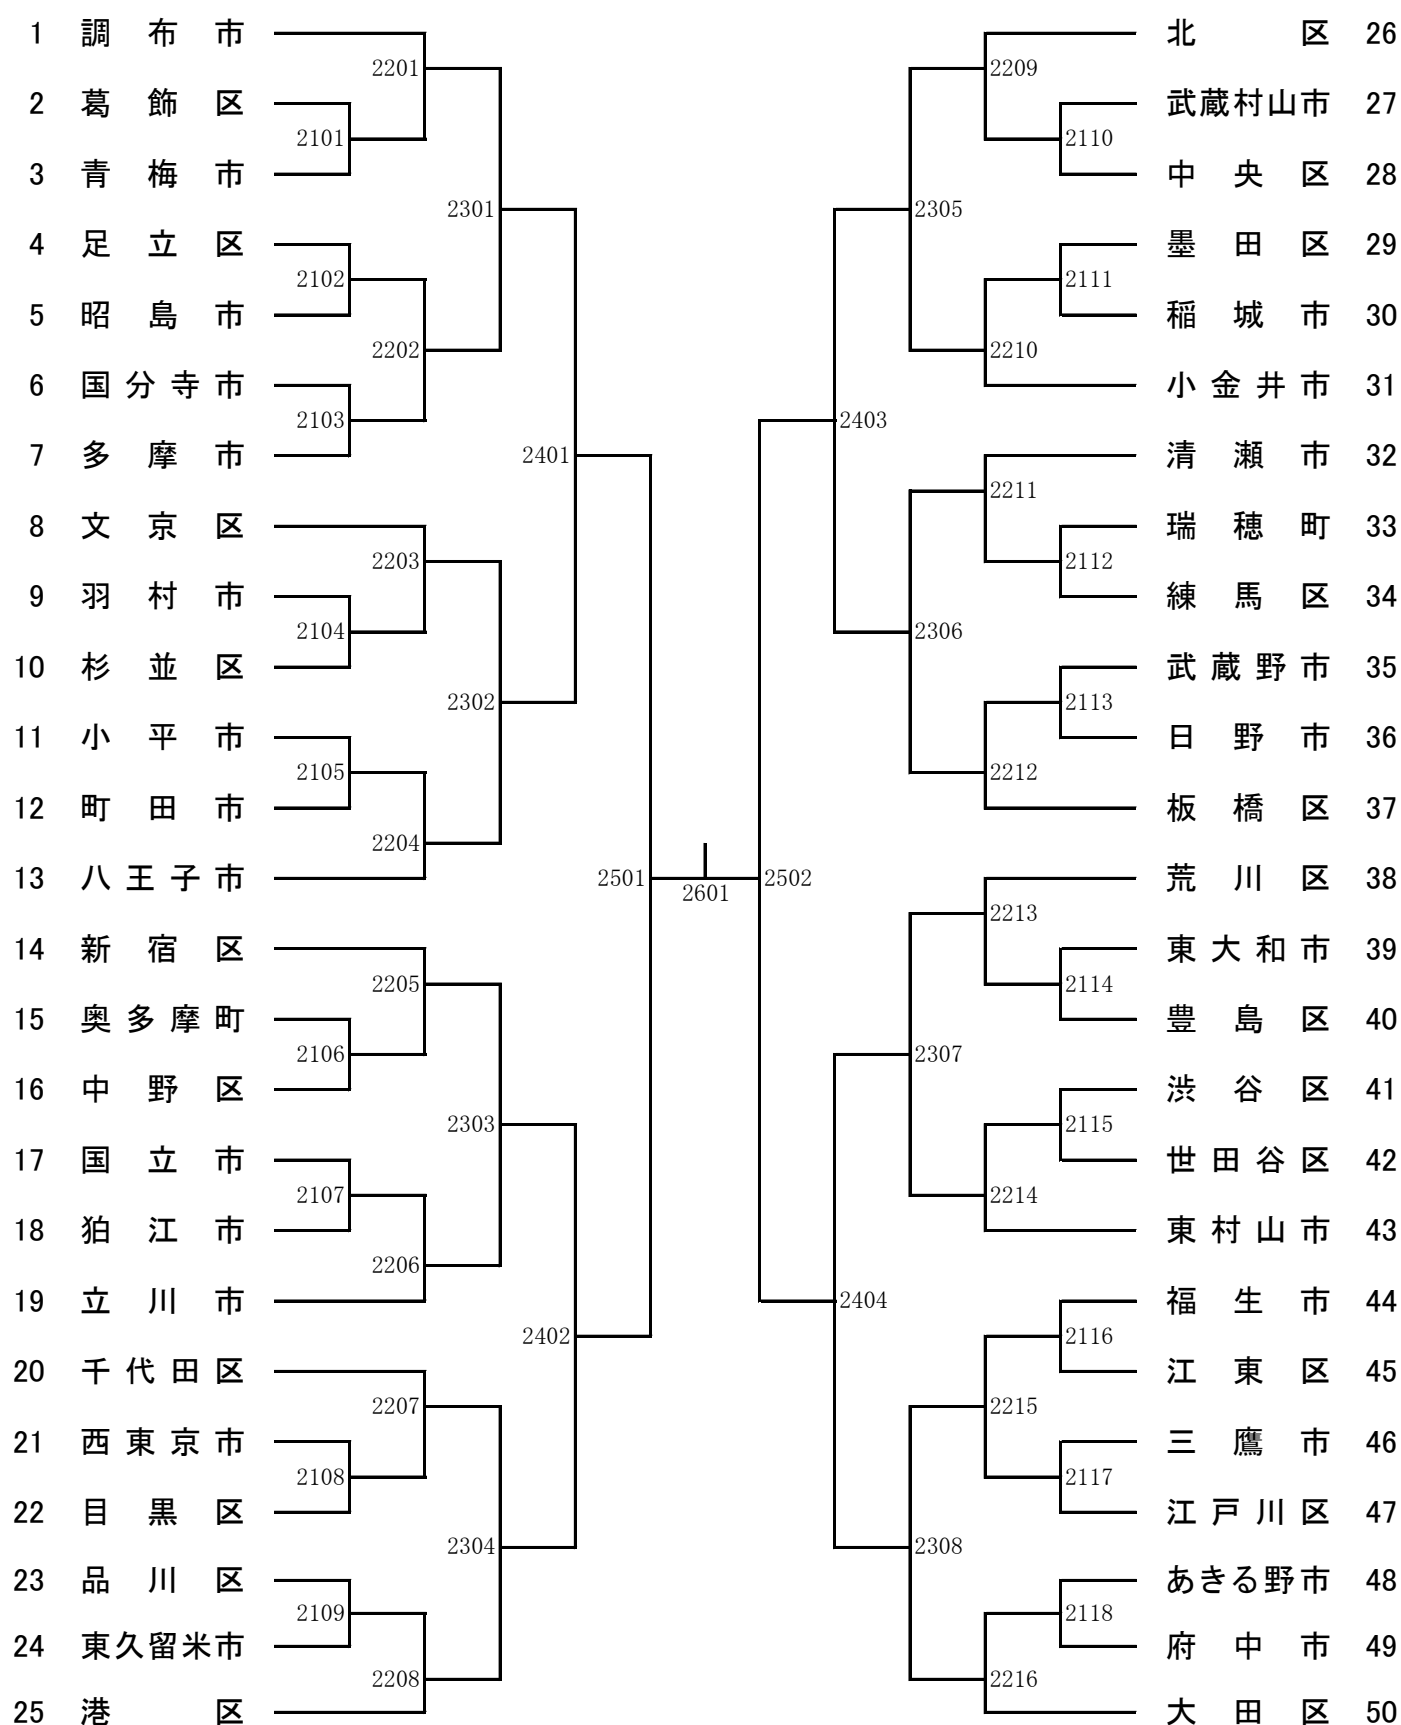 1 調布市
2201
2 葛飾区
2101
3 青梅市
2301
4 足立区
2102
5 昭島市
2202
6 国分寺市
2103
7 多摩市
2401
8 文京区
2203
9 羽村市
2104
10 杉並区
2302
11 小平市
2105
12 町田市
2204
13 八王子市
2501
14 新宿区
2205
15 奥多摩町
2106
16 中野区
2303
17 国立市
2107
18 狛江市
2206
19 立川市
2402
20 千代田区
2207
21 西東京市
2108
22 目黒区
2304
23 品川区
2109
24 東久留米市
2208
25 港区
2601
北区 26
2209
武蔵村山市 27
2110
中央区 28
2305
墨田区 29
2111
稲城市 30
2210
小金井市 31
2403
清瀬市 32
2211
瑞穂町 33
2112
練馬区 34
2306
武蔵野市 35
2113
日野市 36
2212
板橋区 37
2502
荒川区 38
2213
東大和市 39
2114
豊島区 40
2307
渋谷区 41
2115
世田谷区 42
2214
東村山市 43
2404
福生市 44
2116
江東区 45
2215
三鷹市 46
2117
江戸川区 47
2308
あきる野市 48
2118
府中市 49
2216
大田区 50